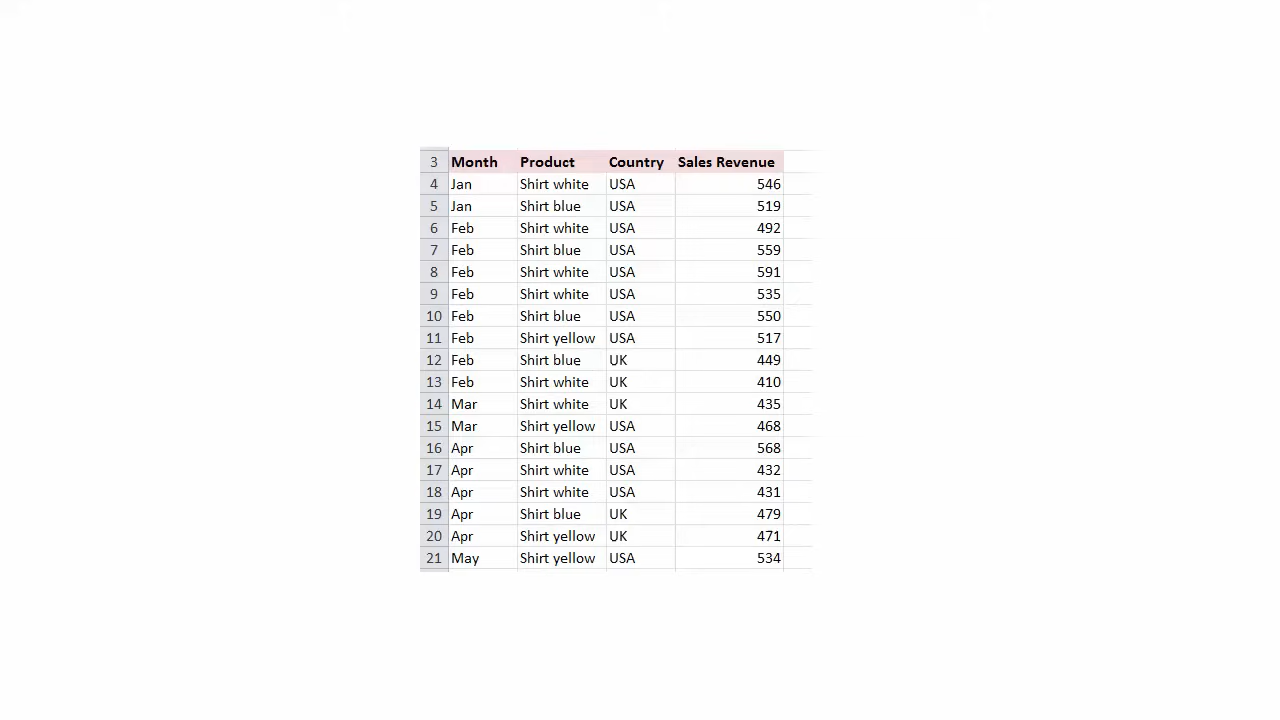 3 Month Product Country Sales Revenue
4 Jan Shirt white USA 546
5 Jan Shirt blue USA 519
6 Feb Shirt white USA 492
7 Feb Shirt blue USA 559
8 Feb Shirt white USA 591
9 Feb Shirt white USA 535
10 Feb Shirt blue USA 550
11 Feb Shirt yellow USA 517
12 Feb Shirt blue UK 449
13 Feb Shirt white UK 410
14 Mar Shirt white UK 435
15 Mar Shirt yellow USA 468
16 Apr Shirt blue USA 568
17 Apr Shirt white USA 432
18 Apr Shirt white USA 431
19 Apr Shirt blue UK 479
20 Apr Shirt yellow UK 471
21 May Shirt yellow USA 534